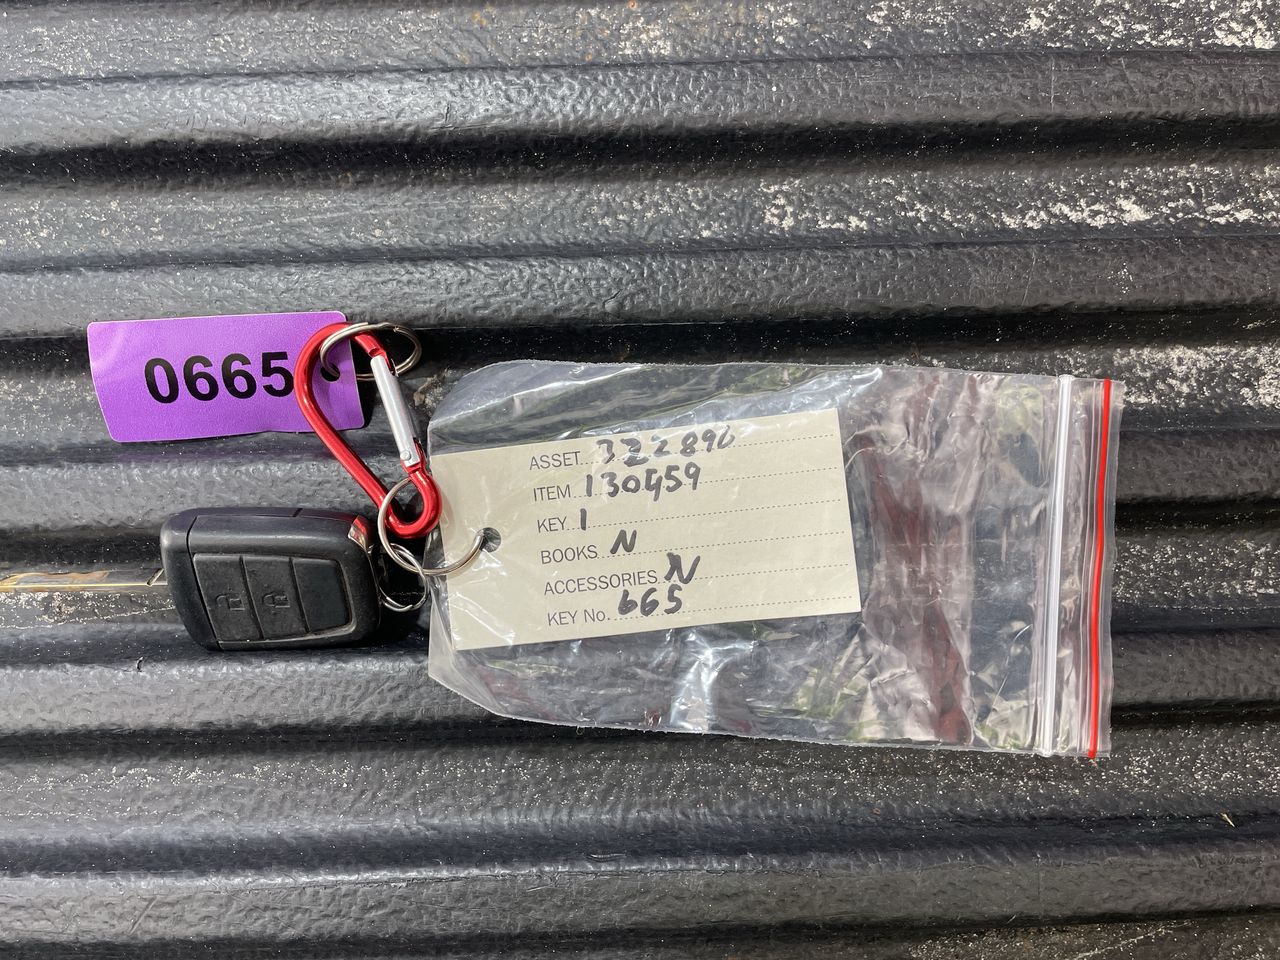 0665
ASSET 322896
ITEM 130459
KEY 1
BOOKS N
ACCESSORIES N
KEY No. 665